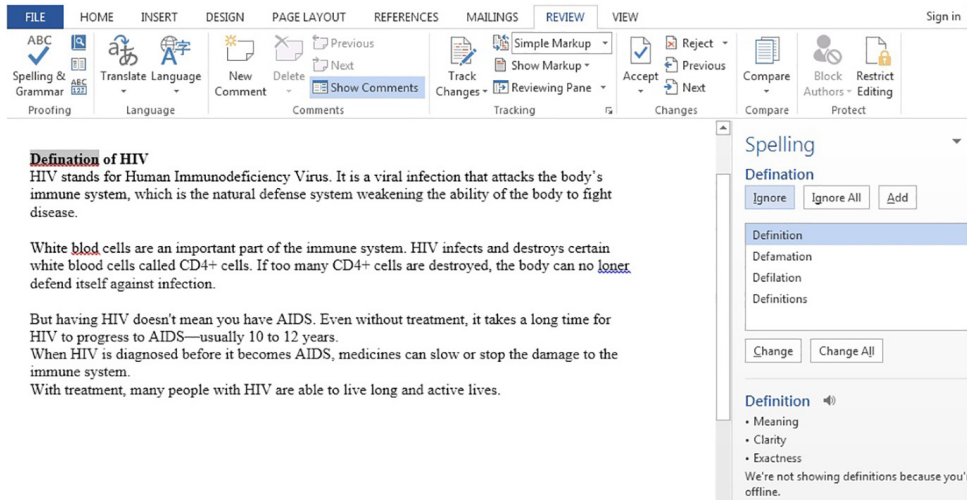 FILE HOME INSERT DESIGN PAGE LAYOUT REFERENCES MAILINGS REVIEW VIEW Sign in
ABC
Spelling &
Grammar
ABC
123
Proofing
Translate
Language
Language
New
Comment
Delete
Previous
Next
Show Comments
Comments
Track
Changes
Simple Markup
Show Markup
Reviewing Pane
Tracking
Accept
Reject
Previous
Next
Changes
Compare
Compare
Block
Authors
Restrict
Editing
Protect
Defination of HIV
HIV stands for Human Immunodeficiency Virus. It is a viral infection that attacks the body’s
immune system, which is the natural defense system weakening the ability of the body to fight
disease.
White blod cells are an important part of the immune system. HIV infects and destroys certain
white blood cells called CD4+ cells. If too many CD4+ cells are destroyed, the body can no loner
defend itself against infection.
But having HIV doesn't mean you have AIDS. Even without treatment, it takes a long time for
HIV to progress to AIDS—usually 10 to 12 years.
When HIV is diagnosed before it becomes AIDS, medicines can slow or stop the damage to the
immune system.
With treatment, many people with HIV are able to live long and active lives.
Spelling
Defination
Ignore Ignore All Add
Definition
Defamation
Defilation
Definitions
Change Change All
Definition
• Meaning
• Clarity
• Exactness
We're not showing definitions because you'r
offline.